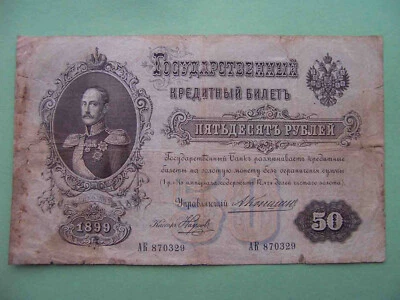 ГОСУДАРСТВЕННЫЙ
КРЕДИТНЫЙ БИЛЕТЪ
ПЯТЬДЕСЯТЪ РУБЛЕЙ
Государственный Банкъ размѣниваетъ кредитные
билеты на золотую монету безъ ограниченія суммы
Управляющій
Кассиръ
50
1899
АК 870329
АК 870329